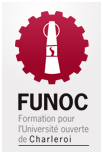 FUNOC
Formation pour
l'Université ouverte
de Charleroi